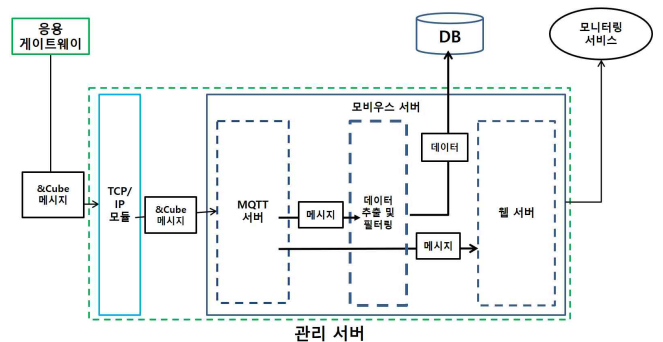 응용
게이트웨이
DB
모니터링
서비스
모비우스 서버
데이터
&Cube
메시지
TCP/
IP
모듈
&Cube
메시지
MQTT
서버
메시지
데이터
추출 및
필터링
메시지
웹 서버
관리 서버